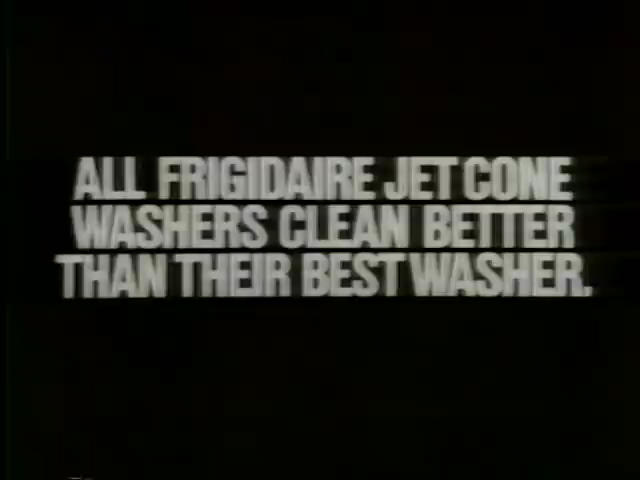 ALL FRIGIDAIRE JET CONE
WASHERS CLEAN BETTER
THAN THEIR BEST WASHER.